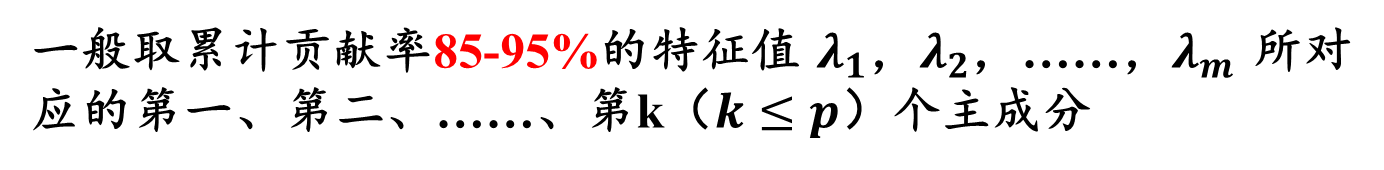 一般取累计贡献率85-95%的特征值 λ₁，λ₂，……，λₘ 所对
应的第一、第二、……、第k（k ≤ p）个主成分